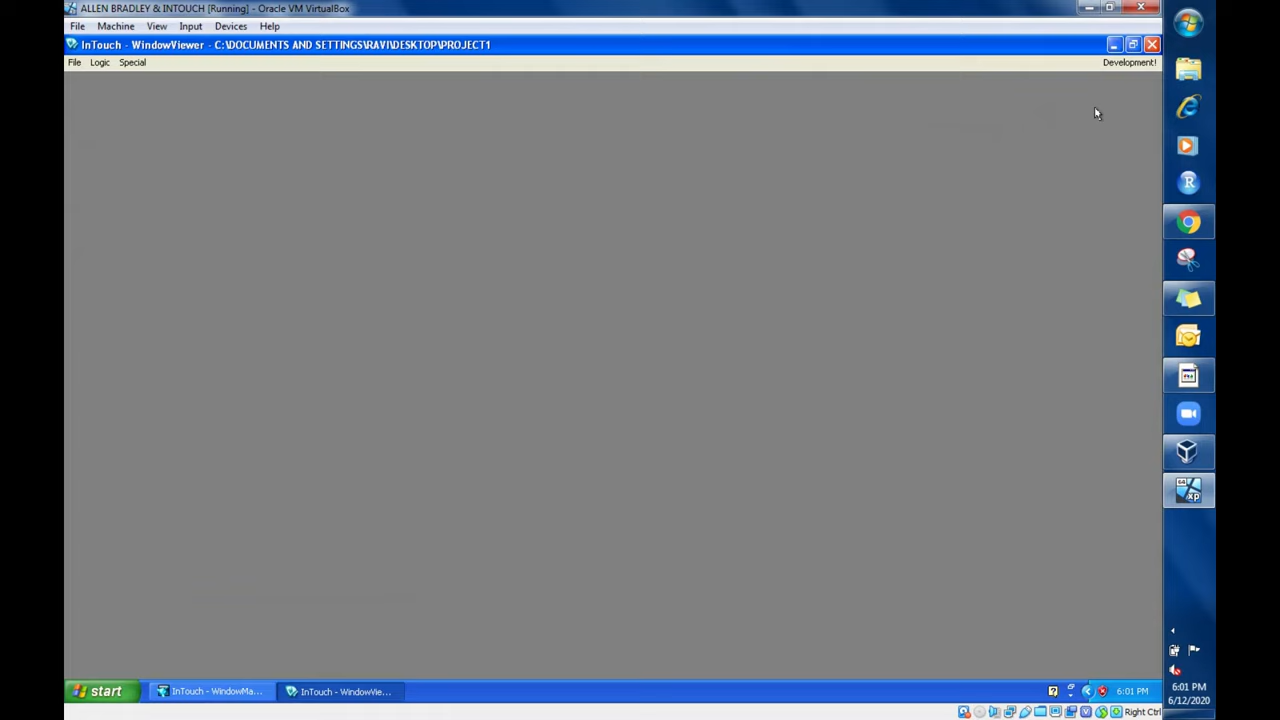 ALLEN BRADLEY & INTOUCH [Running] - Oracle VM VirtualBox
File Machine View Input Devices Help
InTouch - WindowViewer - C:\DOCUMENTS AND SETTINGS\RAVI\DESKTOP\PROJECT1
File Logic Special Development!
R
64
xp
start InTouch - WindowMa... InTouch - WindowVie... 6:01 PM
6:01 PM
6/12/2020
Right Ctrl